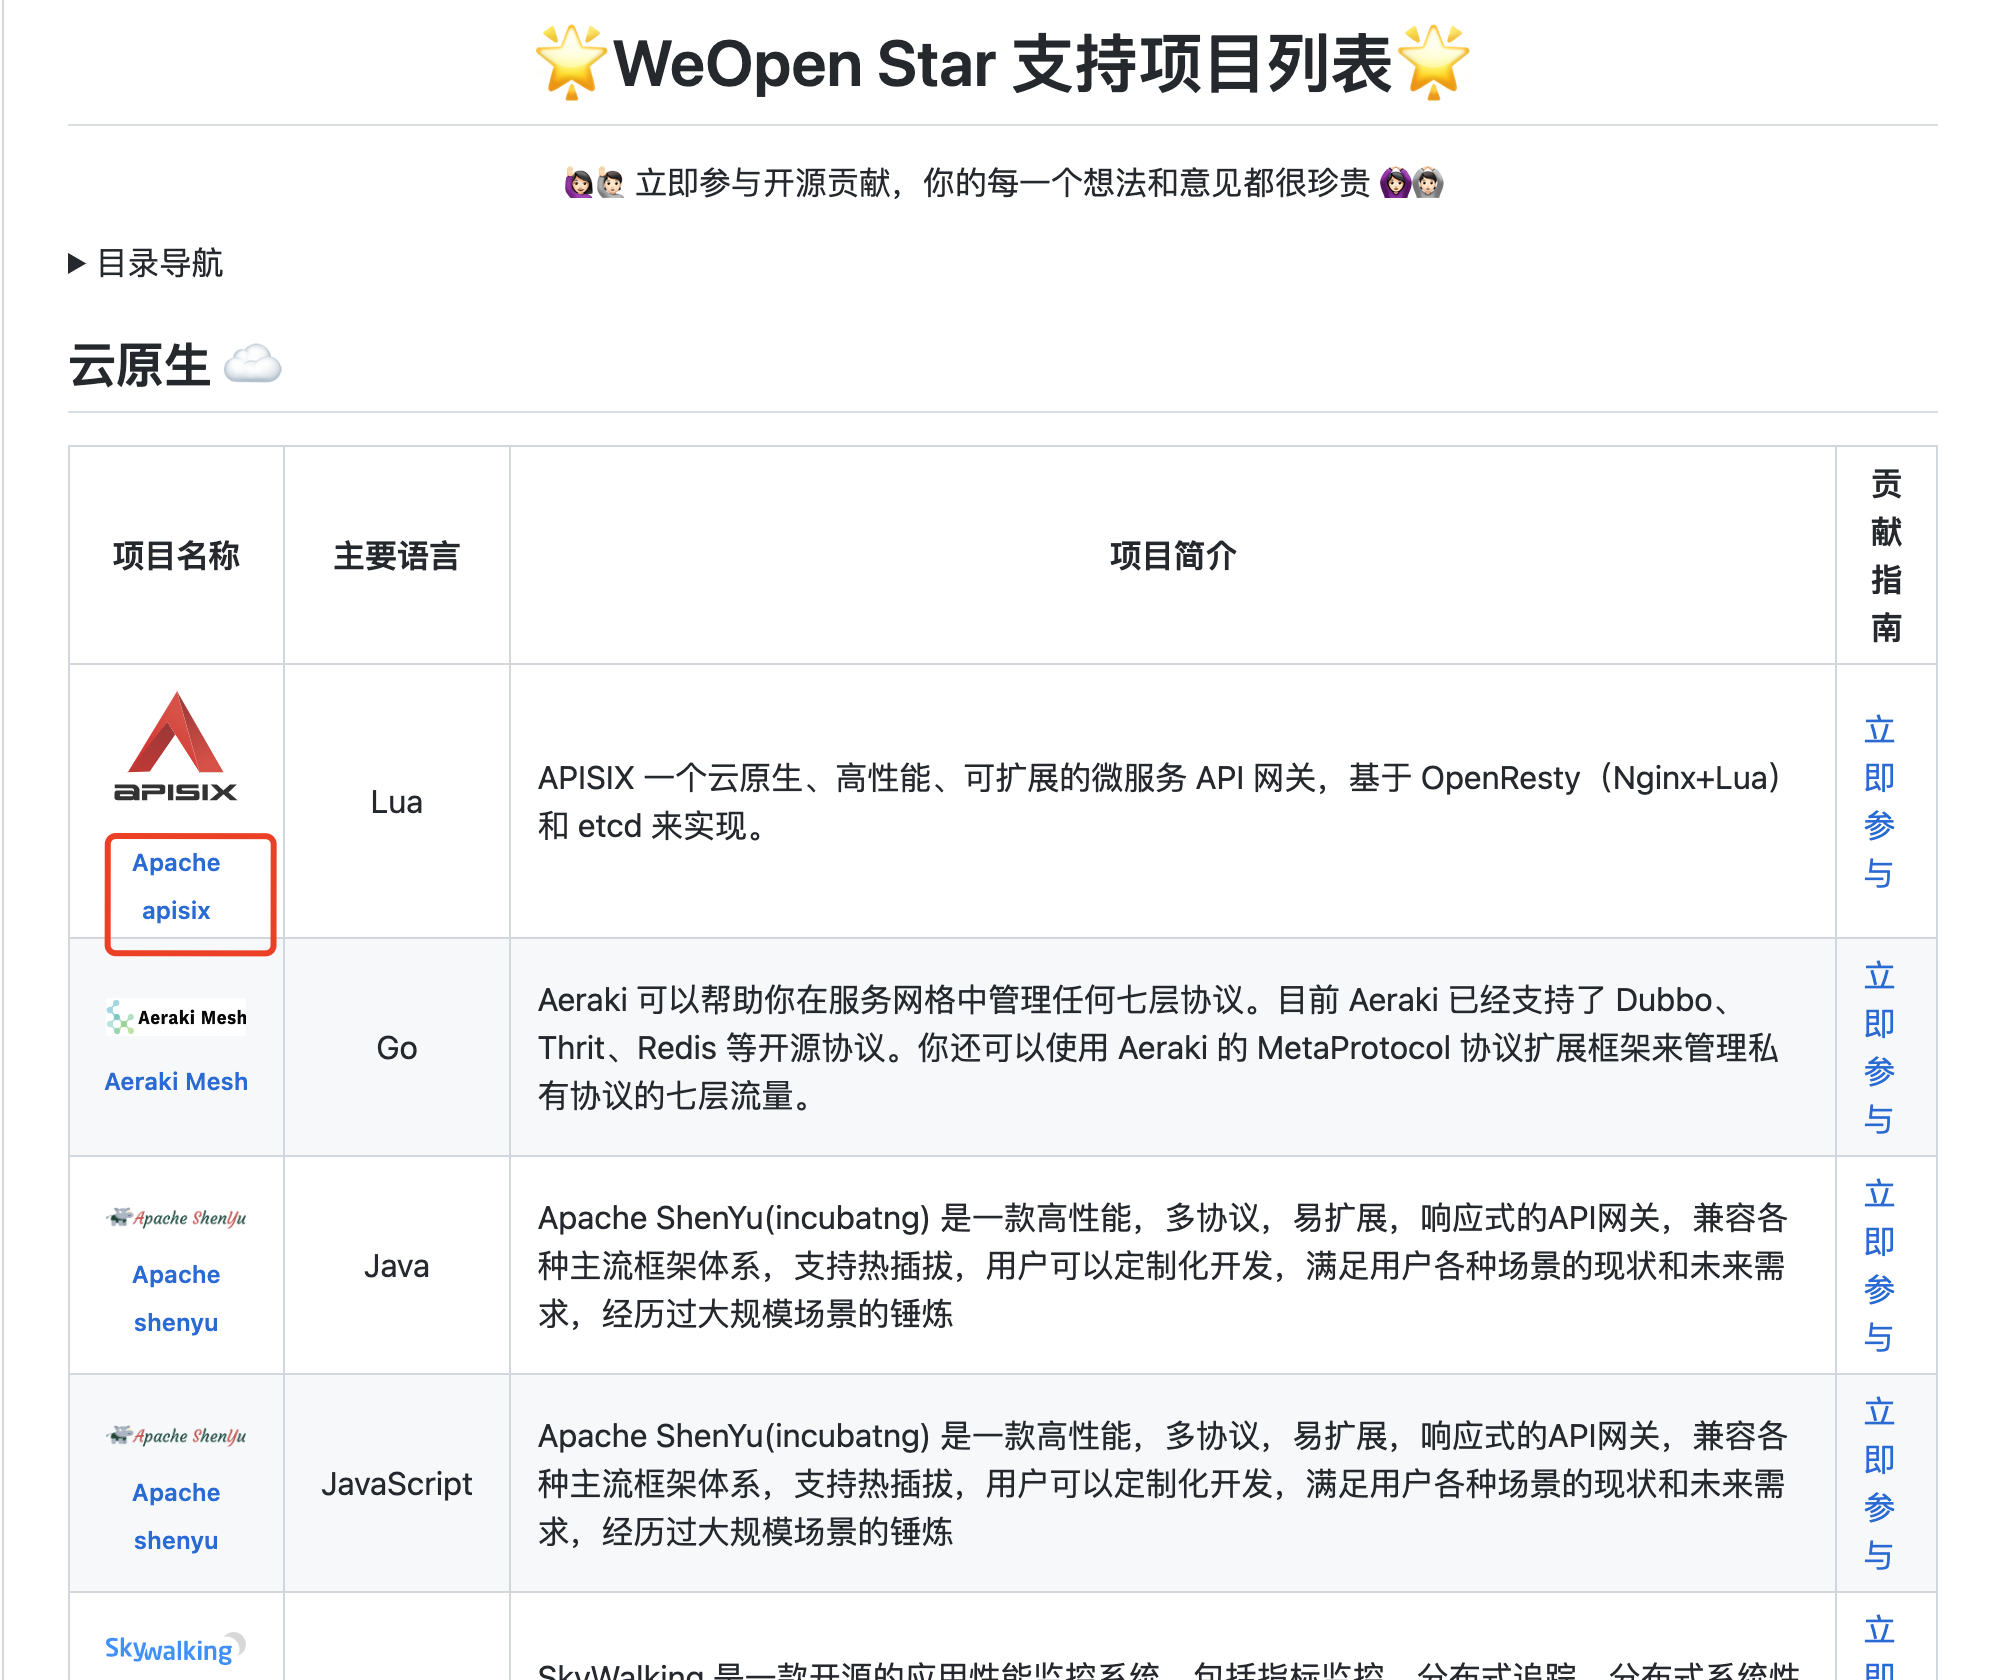 🌟WeOpen Star 支持项目列表🌟
🙋🏻‍♀️🙋🏻 立即参与开源贡献，你的每一个想法和意见都很珍贵 🙆🏻‍♀️🙆🏻
▶ 目录导航
云原生 ☁️
项目名称
主要语言
项目简介
贡
献
指
南
APISIX
Apache
apisix
Lua
APISIX 一个云原生、高性能、可扩展的微服务 API 网关，基于 OpenResty（Nginx+Lua）
和 etcd 来实现。
立
即
参
与
Aeraki Mesh
Aeraki Mesh
Go
Aeraki 可以帮助你在服务网格中管理任何七层协议。目前 Aeraki 已经支持了 Dubbo、
Thrit、Redis 等开源协议。你还可以使用 Aeraki 的 MetaProtocol 协议扩展框架来管理私
有协议的七层流量。
立
即
参
与
Apache ShenYu
Apache
shenyu
Java
Apache ShenYu(incubatng) 是一款高性能，多协议，易扩展，响应式的API网关，兼容各
种主流框架体系，支持热插拔，用户可以定制化开发，满足用户各种场景的现状和未来需
求，经历过大规模场景的锤炼
立
即
参
与
Apache ShenYu
Apache
shenyu
JavaScript
Apache ShenYu(incubatng) 是一款高性能，多协议，易扩展，响应式的API网关，兼容各
种主流框架体系，支持热插拔，用户可以定制化开发，满足用户各种场景的现状和未来需
求，经历过大规模场景的锤炼
立
即
参
与
Skywalking
SkyWalking 是一款开源的应用性能监控系统，包括指标监控，分布式追踪，分布式系统性
立
即